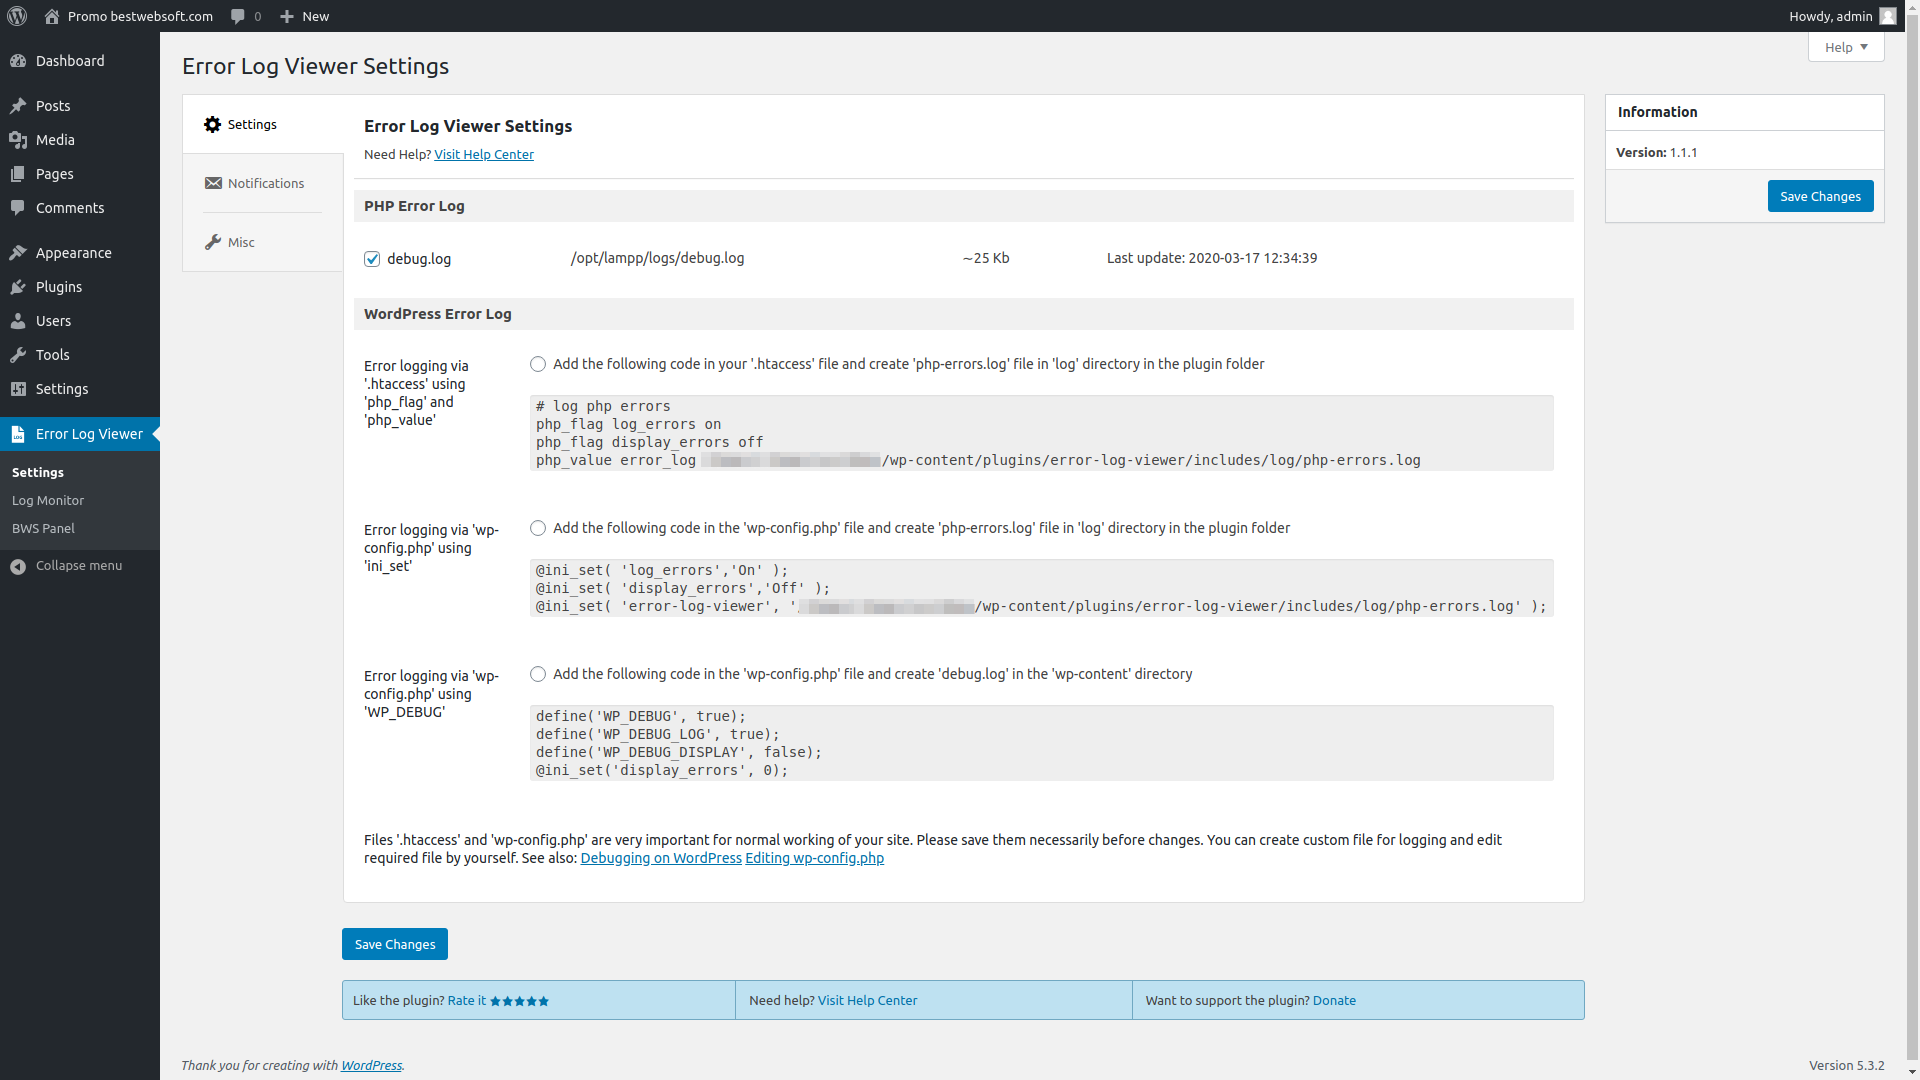 Promo bestwebsoft.com
0
New
Howdy, admin
Dashboard
Posts
Media
Pages
Comments
Appearance
Plugins
Users
Tools
Settings
Error Log Viewer
Settings
Log Monitor
BWS Panel
Collapse menu
Help
Error Log Viewer Settings
Settings
Notifications
Misc
Error Log Viewer Settings
Need Help? Visit Help Center
PHP Error Log
debug.log
/opt/lampp/logs/debug.log
~25 Kb
Last update: 2020-03-17 12:34:39
WordPress Error Log
Error logging via
'.htaccess' using
'php_flag' and
'php_value'
Add the following code in your '.htaccess' file and create 'php-errors.log' file in 'log' directory in the plugin folder
# log php errors
php_flag log_errors on
php_flag display_errors off
php_value error_log /wp-content/plugins/error-log-viewer/includes/log/php-errors.log
Error logging via 'wp-
config.php' using
'ini_set'
Add the following code in the 'wp-config.php' file and create 'php-errors.log' file in 'log' directory in the plugin folder
@ini_set( 'log_errors','On' );
@ini_set( 'display_errors','Off' );
@ini_set( 'error-log-viewer', '/wp-content/plugins/error-log-viewer/includes/log/php-errors.log' );
Error logging via 'wp-
config.php' using
'WP_DEBUG'
Add the following code in the 'wp-config.php' file and create 'debug.log' in the 'wp-content' directory
define('WP_DEBUG', true);
define('WP_DEBUG_LOG', true);
define('WP_DEBUG_DISPLAY', false);
@ini_set('display_errors', 0);
Files '.htaccess' and 'wp-config.php' are very important for normal working of your site. Please save them necessarily before changes. You can create custom file for logging and edit
required file by yourself. See also: Debugging on WordPress Editing wp-config.php
Save Changes
Information
Version: 1.1.1
Save Changes
Like the plugin? Rate it ★★★★★
Need help? Visit Help Center
Want to support the plugin? Donate
Thank you for creating with WordPress.
Version 5.3.2